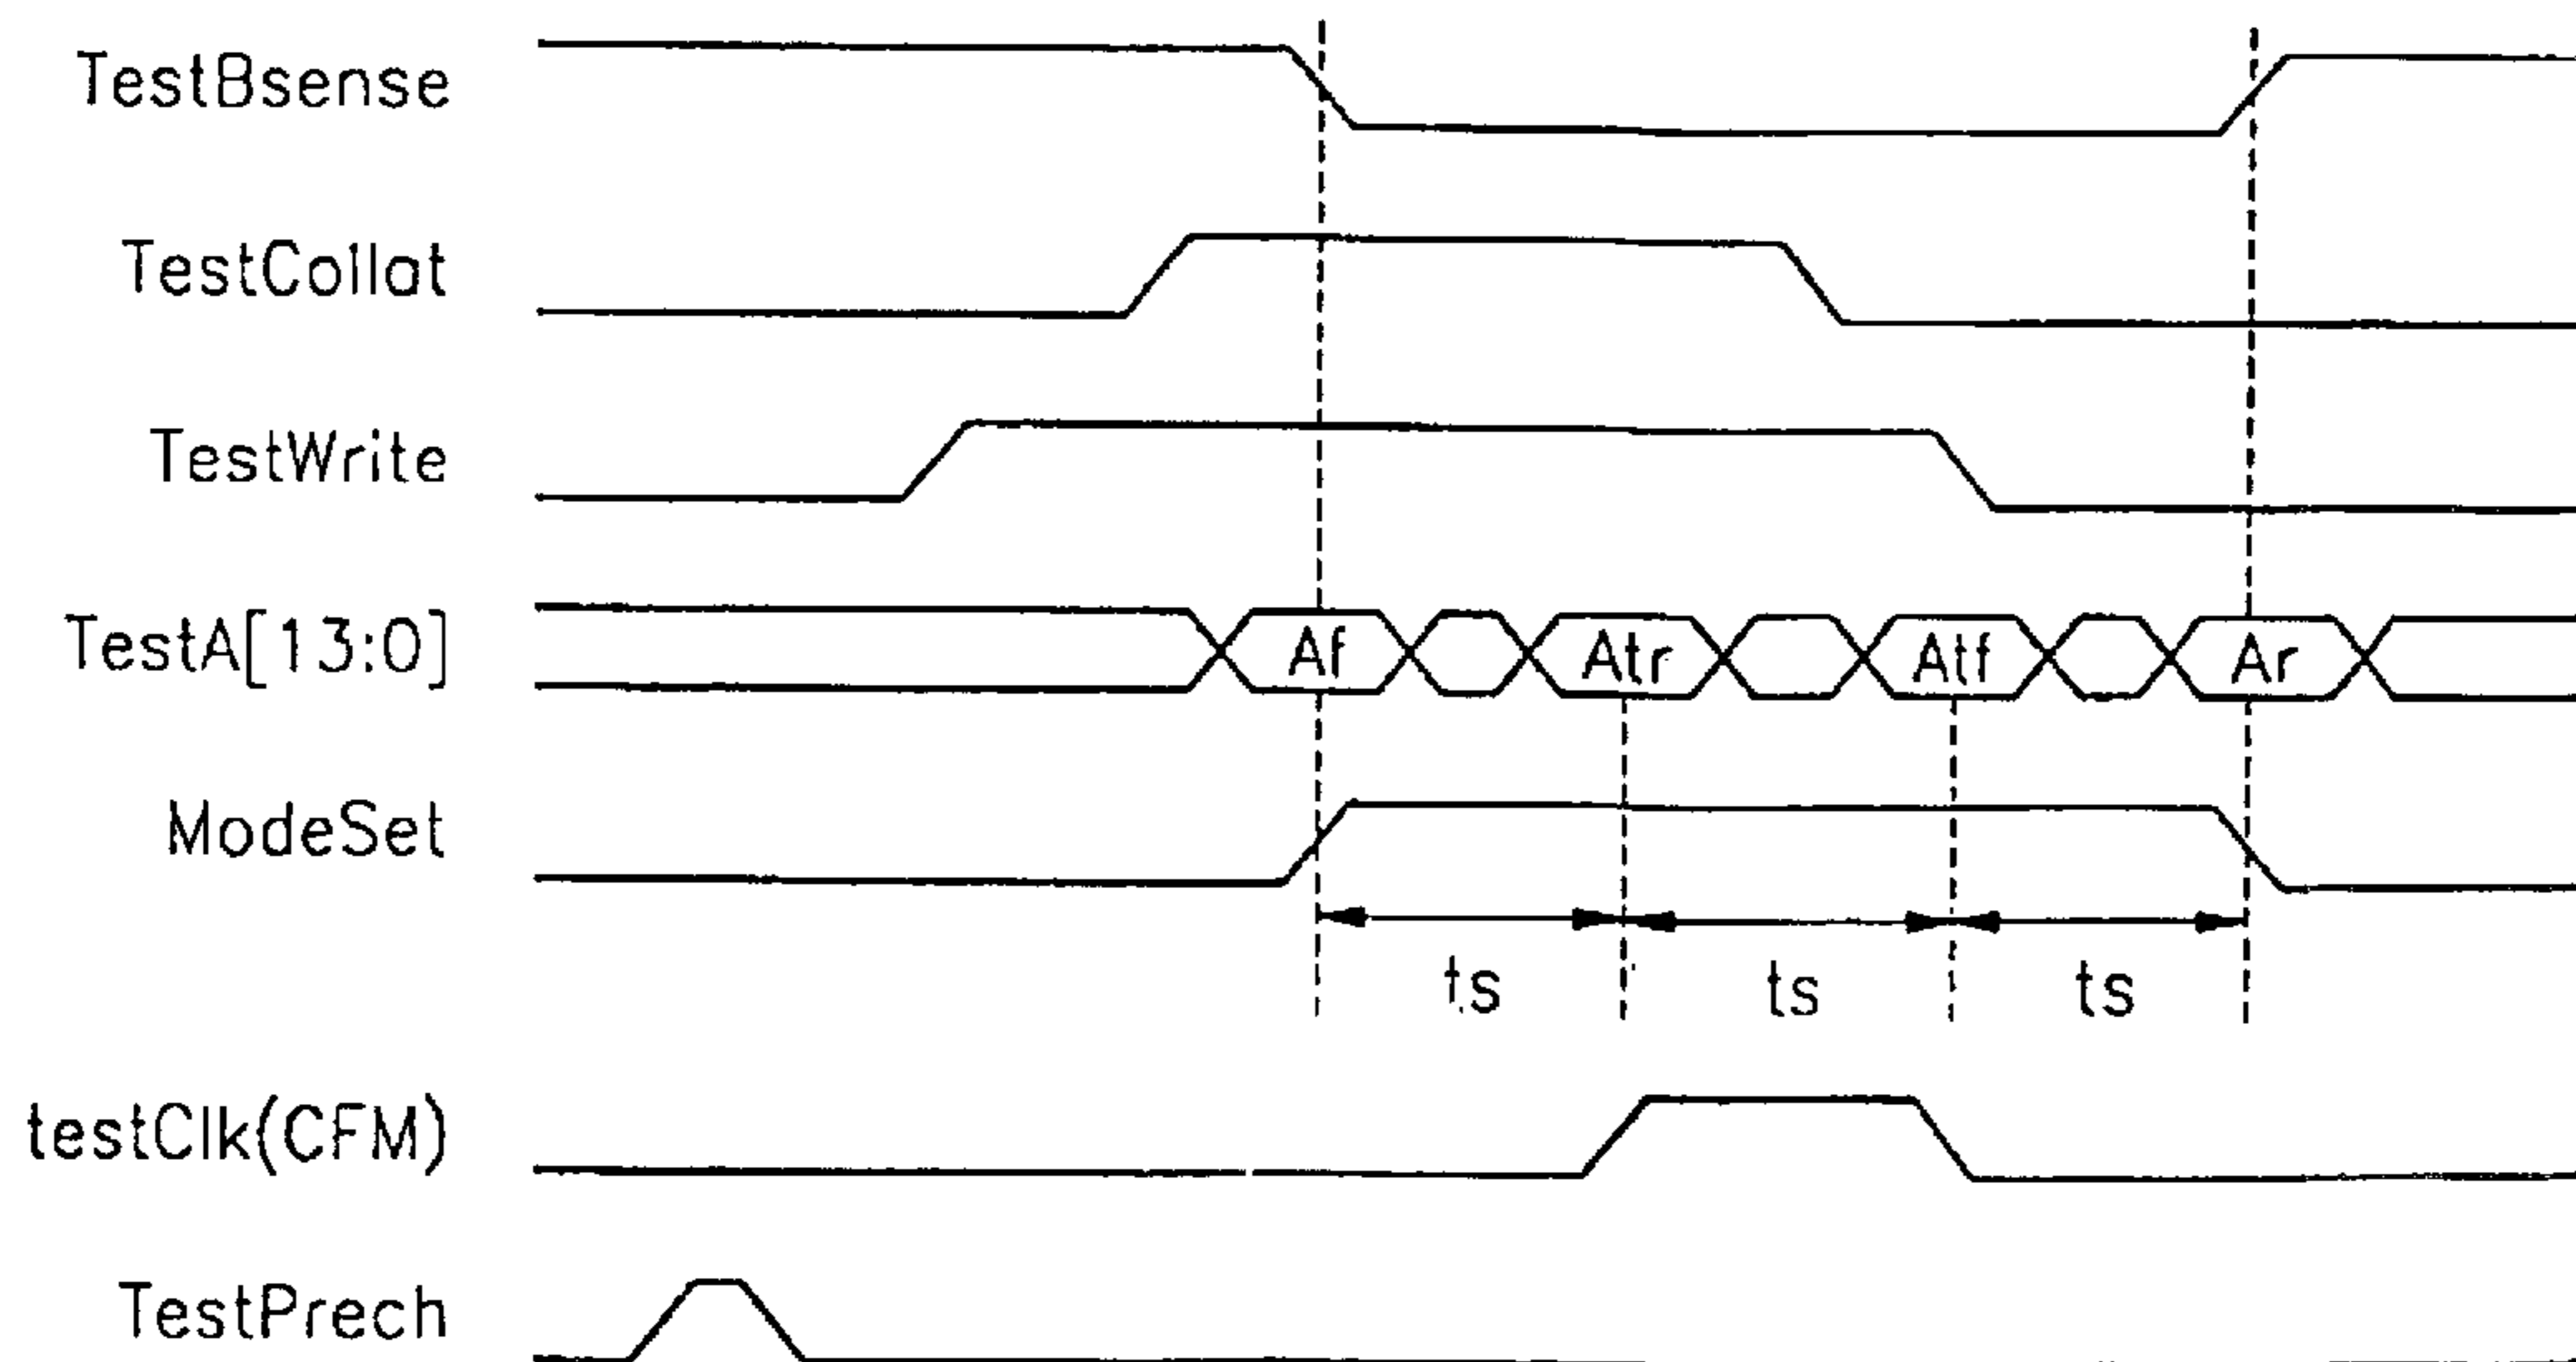 TestBsense
TestCollat
TestWrite
TestA[13:0] Af Atr Atf Ar
ModeSet
ts ts ts
testClk(CFM)
TestPrech